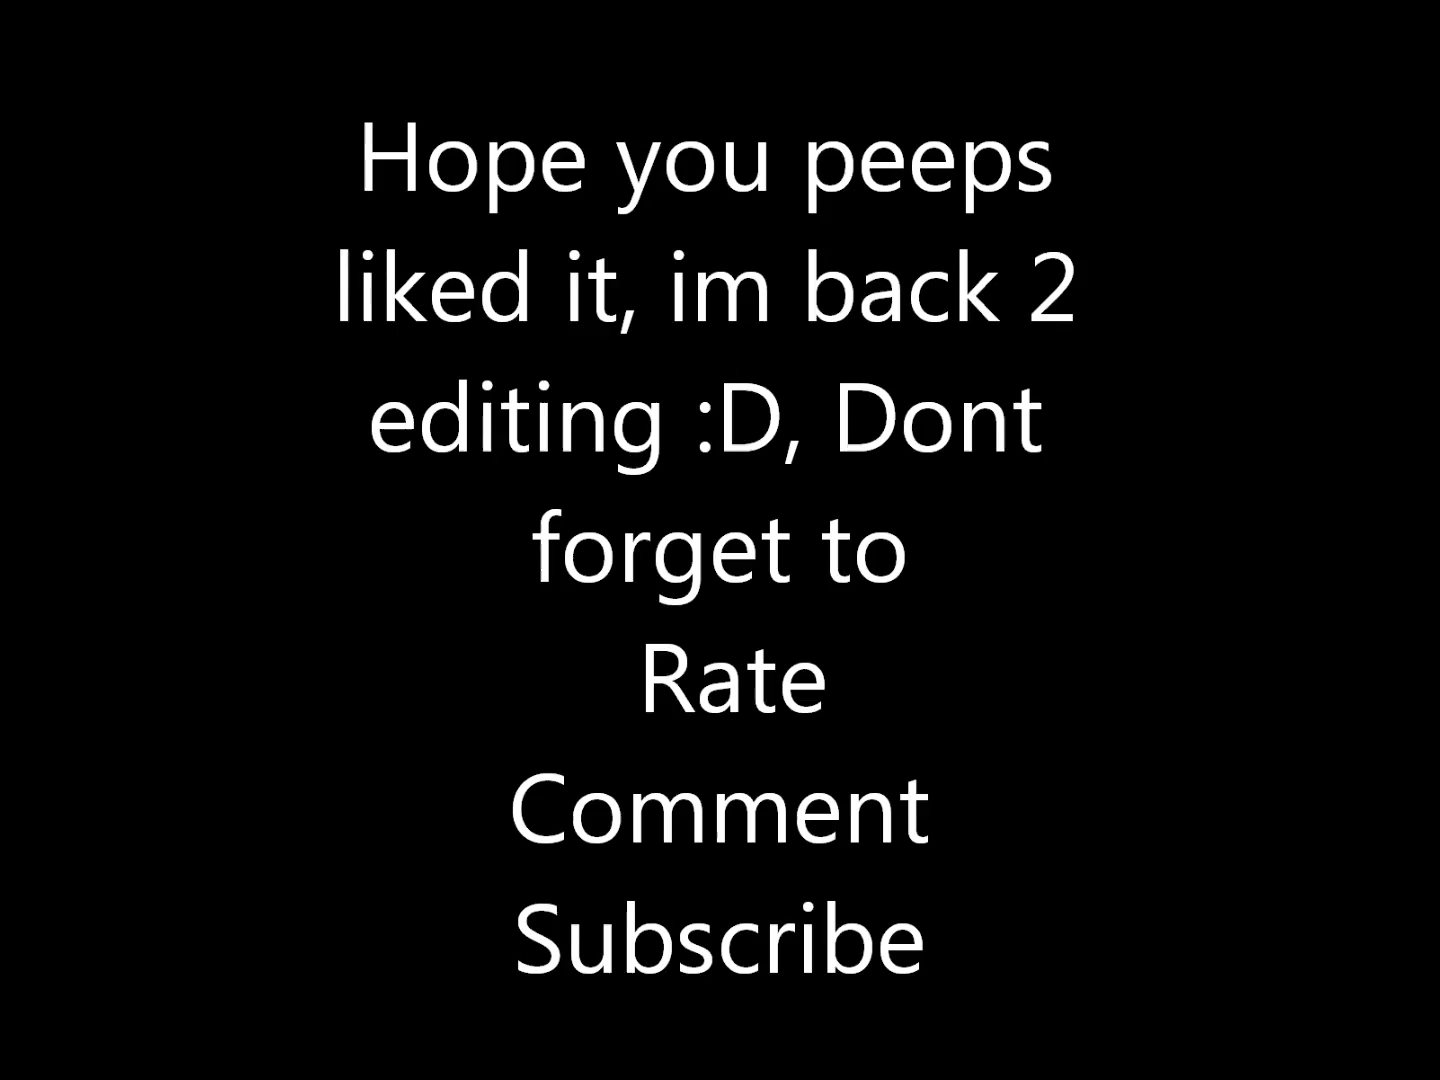 Hope you peeps
liked it, im back 2
editing :D, Dont
forget to
Rate
Comment
Subscribe